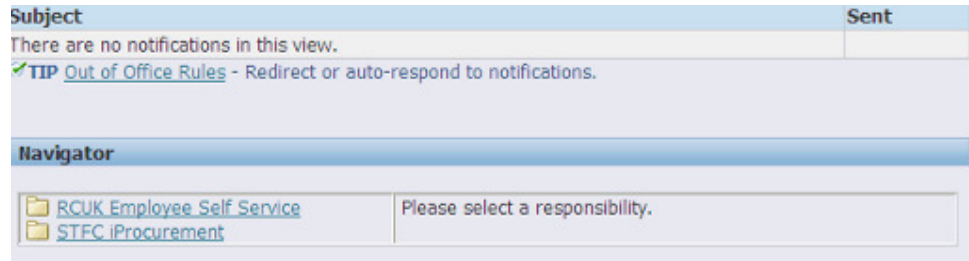 Subject Sent
There are no notifications in this view.
TIP Out of Office Rules - Redirect or auto-respond to notifications.
Navigator
RCUK Employee Self Service Please select a responsibility.
STFC iProcurement